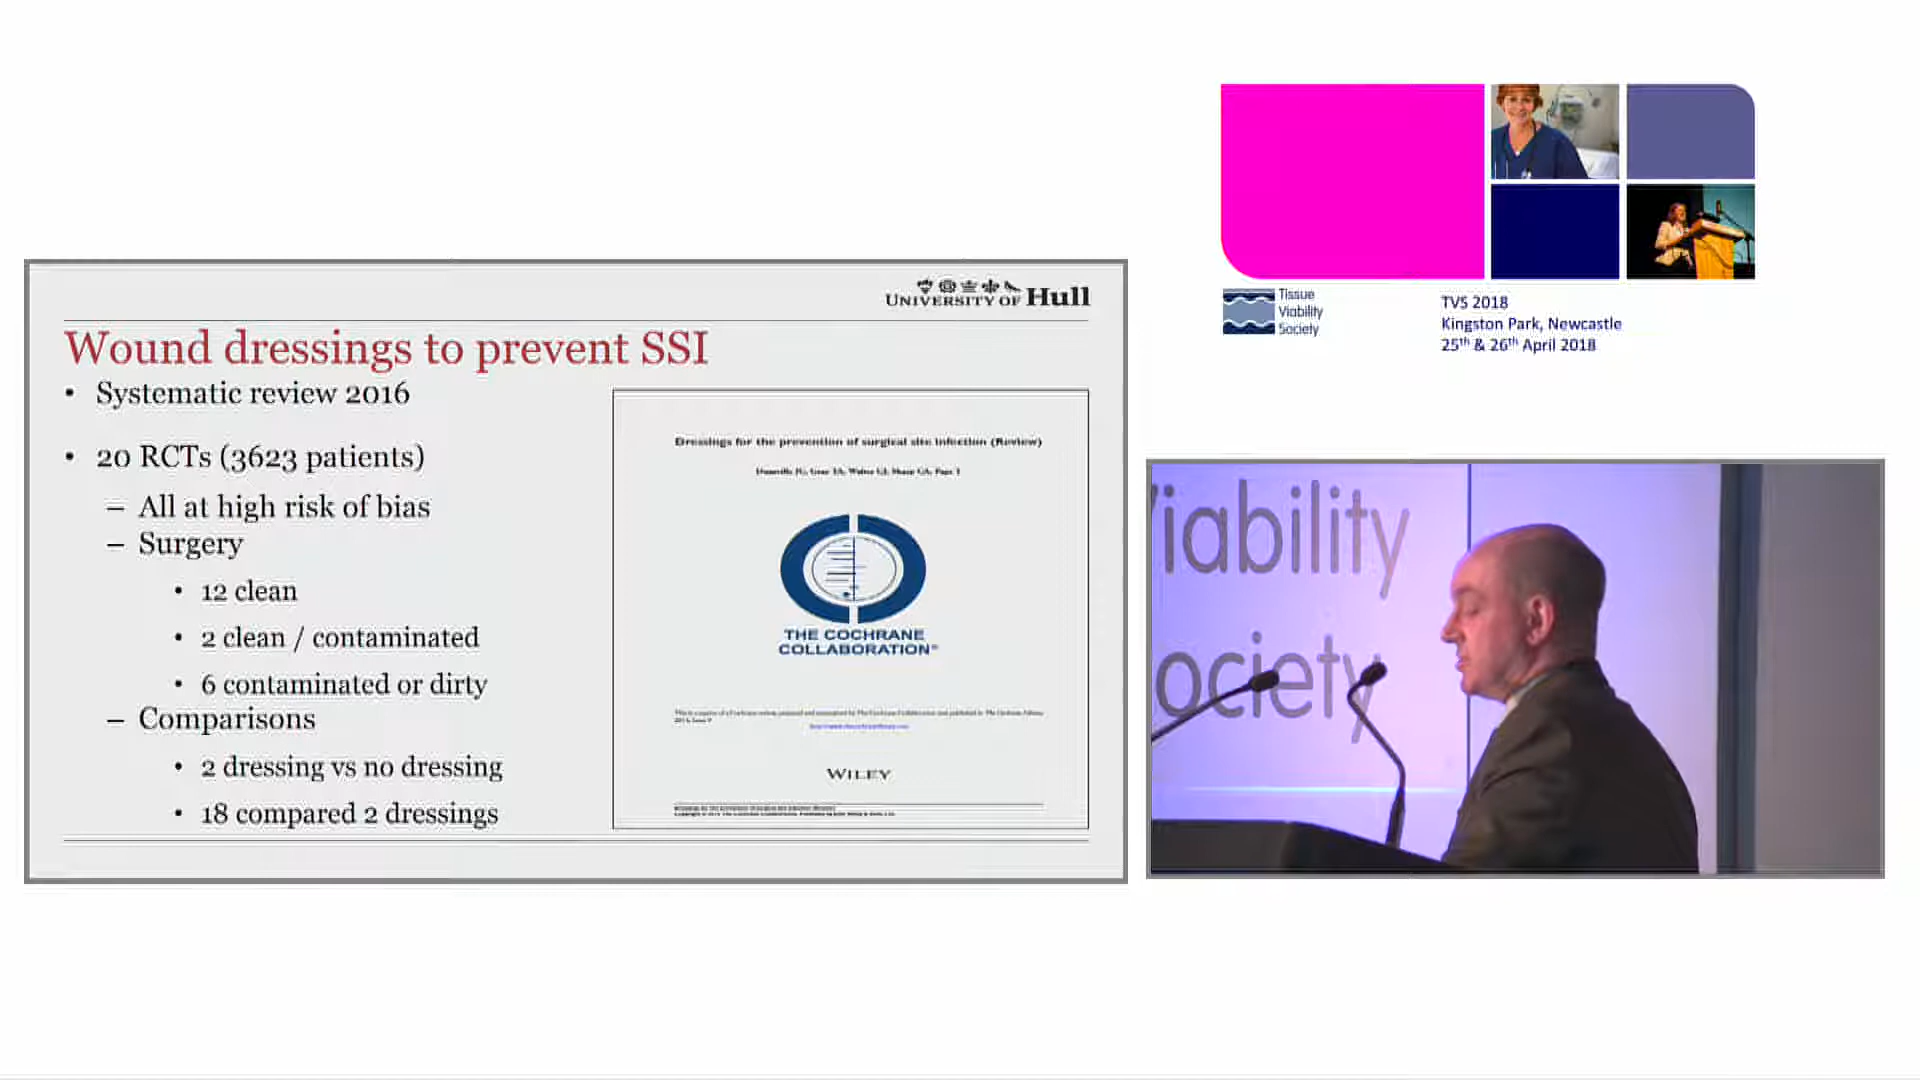 UNIVERSITY OF Hull
Wound dressings to prevent SSI
• Systematic review 2016
• 20 RCTs (3623 patients)
– All at high risk of bias
– Surgery
• 12 clean
• 2 clean / contaminated
• 6 contaminated or dirty
– Comparisons
• 2 dressing vs no dressing
• 18 compared 2 dressings
Dressings for the prevention of surgical site infection (Review)
THE COCHRANE
COLLABORATION®
WILEY
Tissue
Viability
Society
TVS 2018
Kingston Park, Newcastle
25th & 26th April 2018
iability
ociety